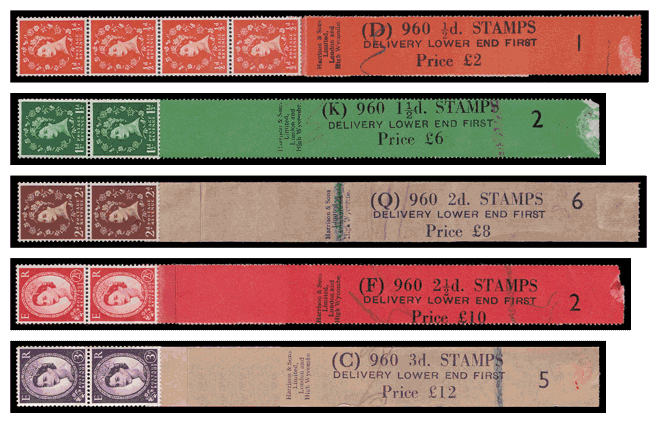 (D) 960 ½d. STAMPS
DELIVERY LOWER END FIRST
Price £2
1
Harrison & Sons
Limited,
London and
High Wycombe
(K) 960 1½d. STAMPS
DELIVERY LOWER END FIRST
Price £6
2
Harrison & Sons
Limited,
London and
High Wycombe
(Q) 960 2d. STAMPS
DELIVERY LOWER END FIRST
Price £8
6
Harrison & Sons
Limited,
High Wycombe
(F) 960 2½d. STAMPS
DELIVERY LOWER END FIRST
Price £10
2
Harrison & Sons
Limited,
London and
High Wycombe
E R
E R
(C) 960 3d. STAMPS
DELIVERY LOWER END FIRST
Price £12
5
Harrison & Sons
Limited,
London and
High Wycombe
E R
E R